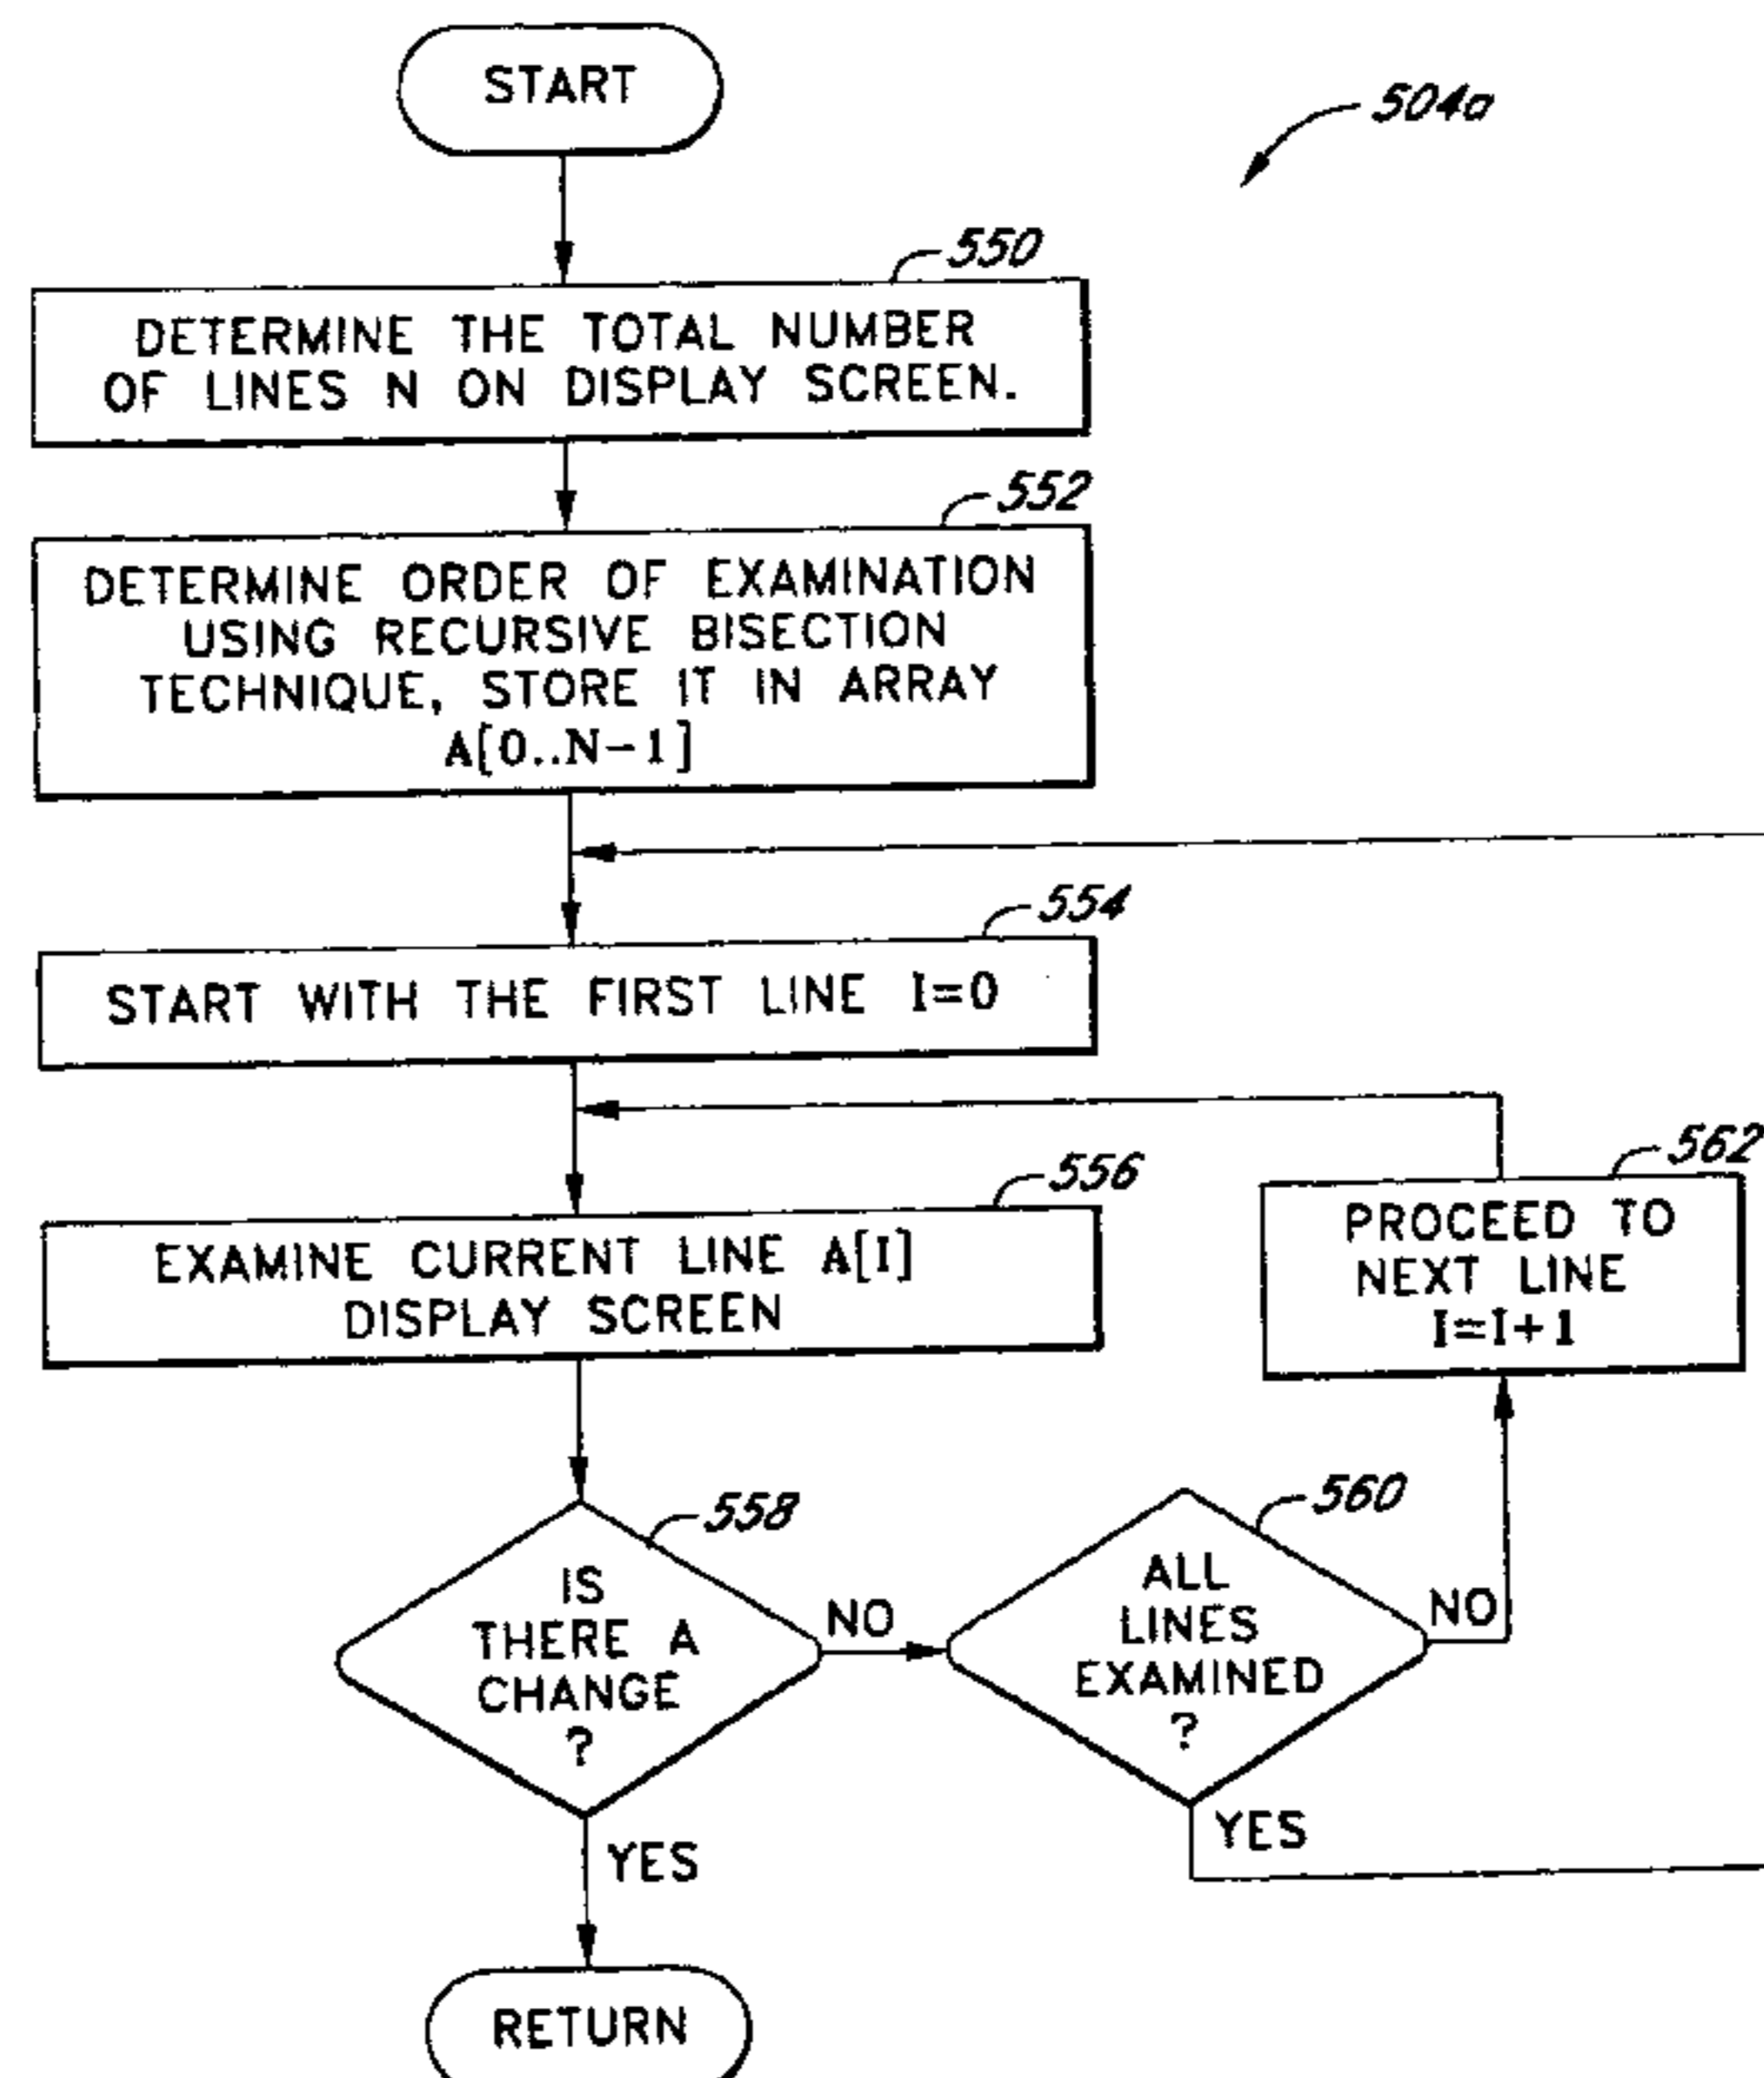 START
504a
550
DETERMINE THE TOTAL NUMBER
OF LINES N ON DISPLAY SCREEN.
552
DETERMINE ORDER OF EXAMINATION
USING RECURSIVE BISECTION
TECHNIQUE, STORE IT IN ARRAY
A[0..N-1]
554
START WITH THE FIRST LINE I=0
556
EXAMINE CURRENT LINE A[I]
DISPLAY SCREEN
562
PROCEED TO
NEXT LINE
I=I+1
558
IS
THERE A
CHANGE
?
NO
560
ALL
LINES
EXAMINED
?
NO
YES
YES
RETURN